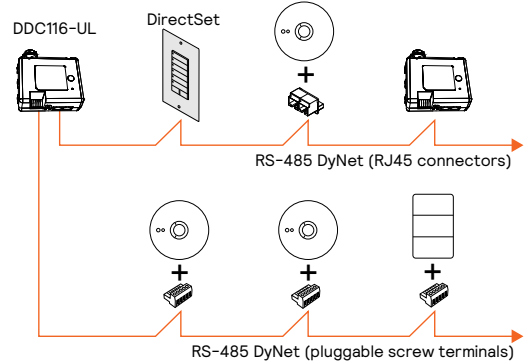 DDC116-UL
DirectSet
RS-485 DyNet (RJ45 connectors)
RS-485 DyNet (pluggable screw terminals)